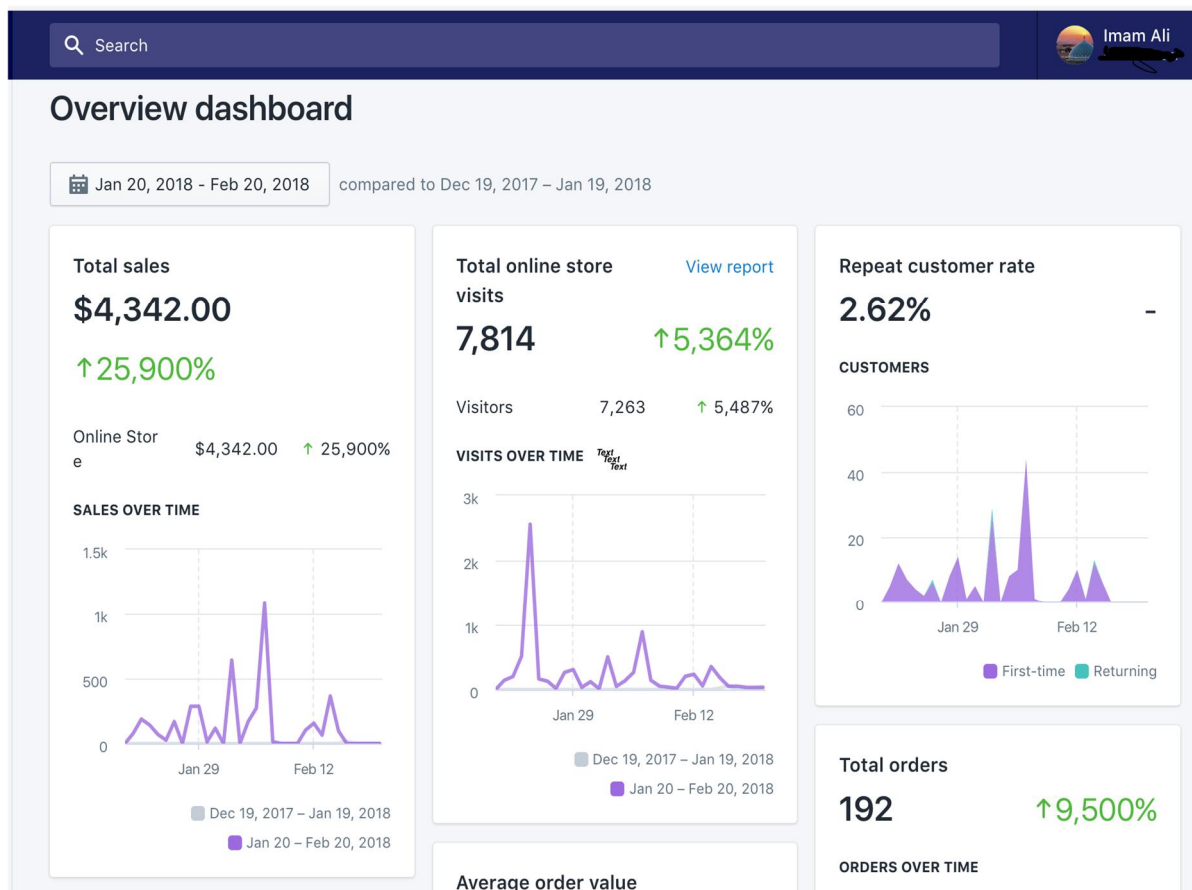 Search
Imam Ali
Overview dashboard
Jan 20, 2018 - Feb 20, 2018
compared to Dec 19, 2017 – Jan 19, 2018
Total sales
$4,342.00
↑25,900%
Online Stor
e
$4,342.00
↑ 25,900%
SALES OVER TIME
1.5k
1k
500
0
Jan 29
Feb 12
Dec 19, 2017 – Jan 19, 2018
Jan 20 – Feb 20, 2018
Total online store
visits
View report
7,814
↑5,364%
Visitors
7,263
↑ 5,487%
VISITS OVER TIME
Text
Text
Text
3k
2k
1k
0
Jan 29
Feb 12
Dec 19, 2017 – Jan 19, 2018
Jan 20 – Feb 20, 2018
Average order value
Repeat customer rate
2.62%
-
CUSTOMERS
60
40
20
0
Jan 29
Feb 12
First-time
Returning
Total orders
192
↑9,500%
ORDERS OVER TIME